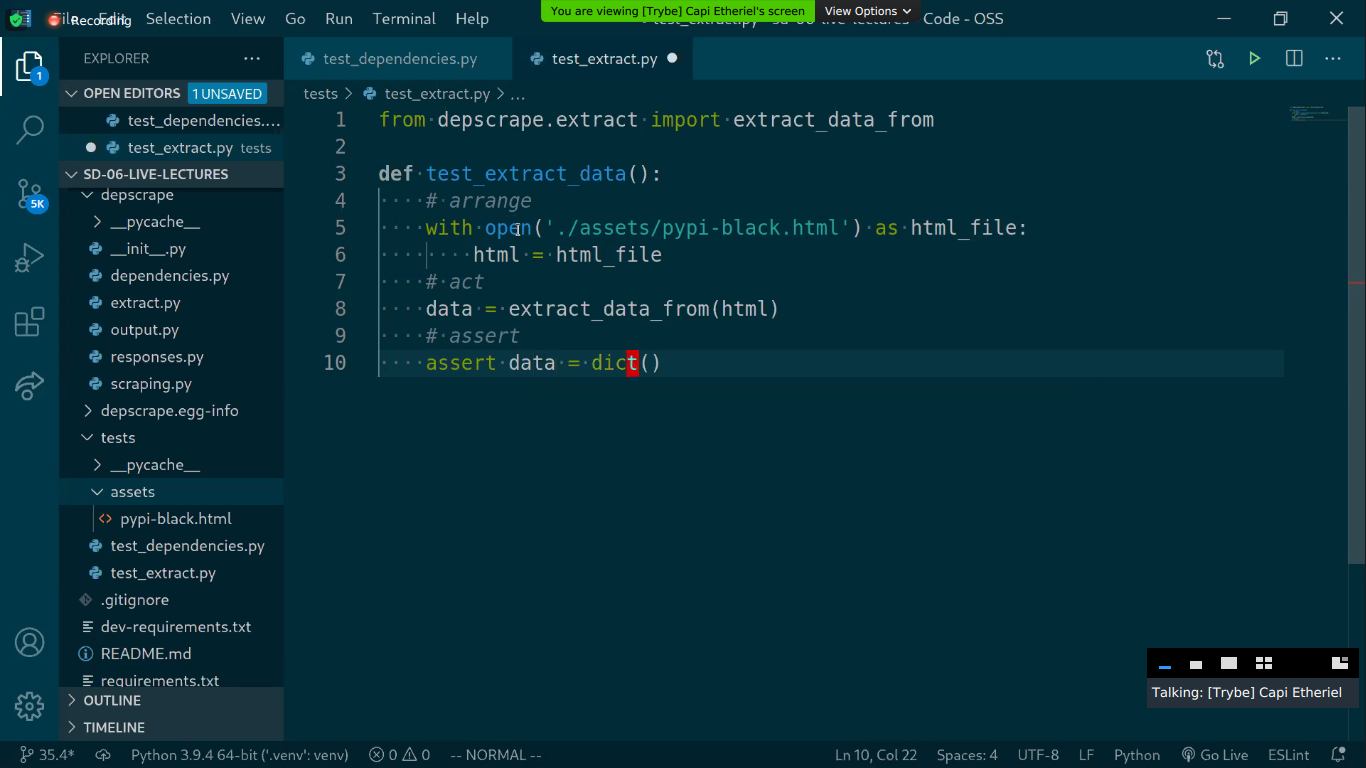 Recording
File Edit Selection View Go Run Terminal Help
You are viewing [Trybe] Capi Etheriel's screen
View Options
test_extract.py - sd-06-live-lectures - Code - OSS
1
EXPLORER
test_dependencies.py
test_extract.py
OPEN EDITORS 1 UNSAVED
tests > test_extract.py > ...
test_dependencies....
test_extract.py tests
SD-06-LIVE-LECTURES
depscrape
5K
__pycache__
__init__.py
dependencies.py
extract.py
output.py
responses.py
scraping.py
depscrape.egg-info
tests
__pycache__
assets
pypi-black.html
test_dependencies.py
test_extract.py
.gitignore
dev-requirements.txt
README.md
requirements.txt
OUTLINE
TIMELINE
1 from·depscrape.extract·import·extract_data_from
2
3 def·test_extract_data():
4 ····#·arrange
5 ····with·open('./assets/pypi-black.html')·as·html_file:
6 ········html·=·html_file
7 ····#·act
8 ····data·=·extract_data_from(html)
9 ····#·assert
10 ····assert·data·=·dict()
Talking: [Trybe] Capi Etheriel
35.4* Python 3.9.4 64-bit ('.venv': venv) 0 0 -- NORMAL -- Ln 10, Col 22 Spaces: 4 UTF-8 LF Python Go Live ESLint